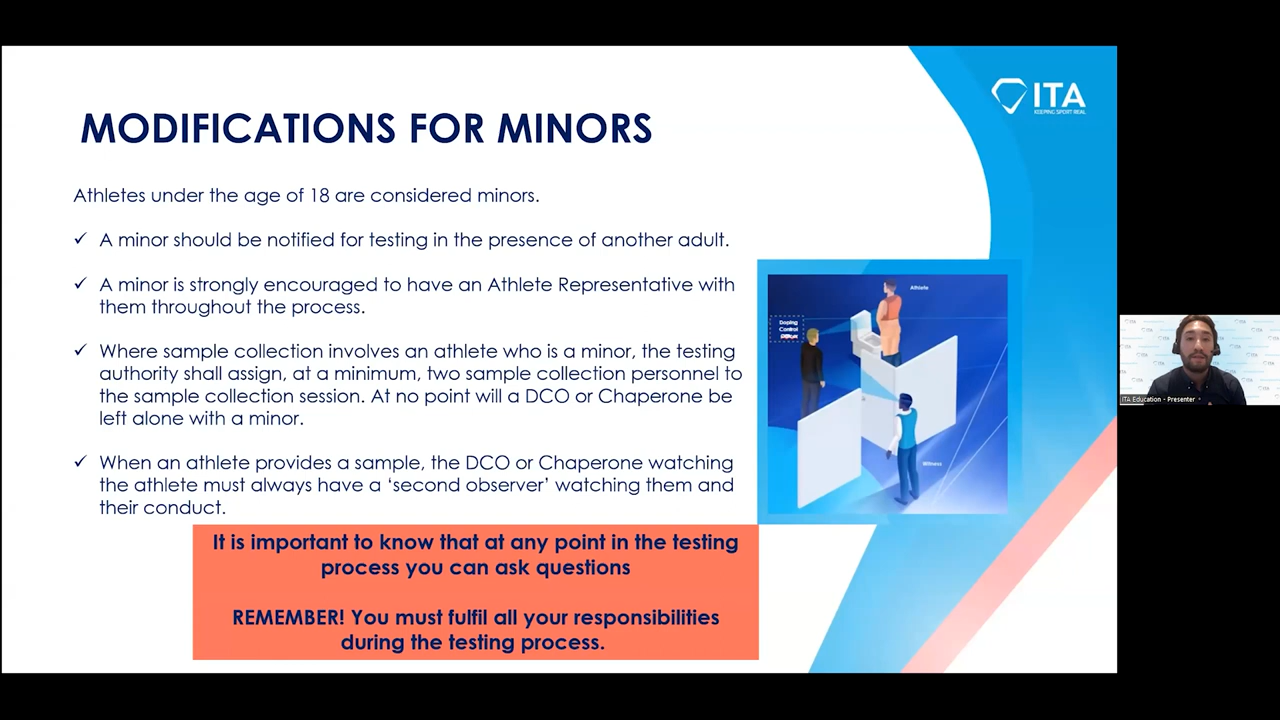 ITA
KEEPING SPORT REAL
MODIFICATIONS FOR MINORS
Athletes under the age of 18 are considered minors.
✓ A minor should be notified for testing in the presence of another adult.
✓ A minor is strongly encouraged to have an Athlete Representative with
them throughout the process.
✓ Where sample collection involves an athlete who is a minor, the testing
authority shall assign, at a minimum, two sample collection personnel to
the sample collection session. At no point will a DCO or Chaperone be
left alone with a minor.
✓ When an athlete provides a sample, the DCO or Chaperone watching
the athlete must always have a ‘second observer’ watching them and
their conduct.
Athlete
Doping
Control
Witness
It is important to know that at any point in the testing
process you can ask questions
REMEMBER! You must fulfil all your responsibilities
during the testing process.
ITA Education - Presenter